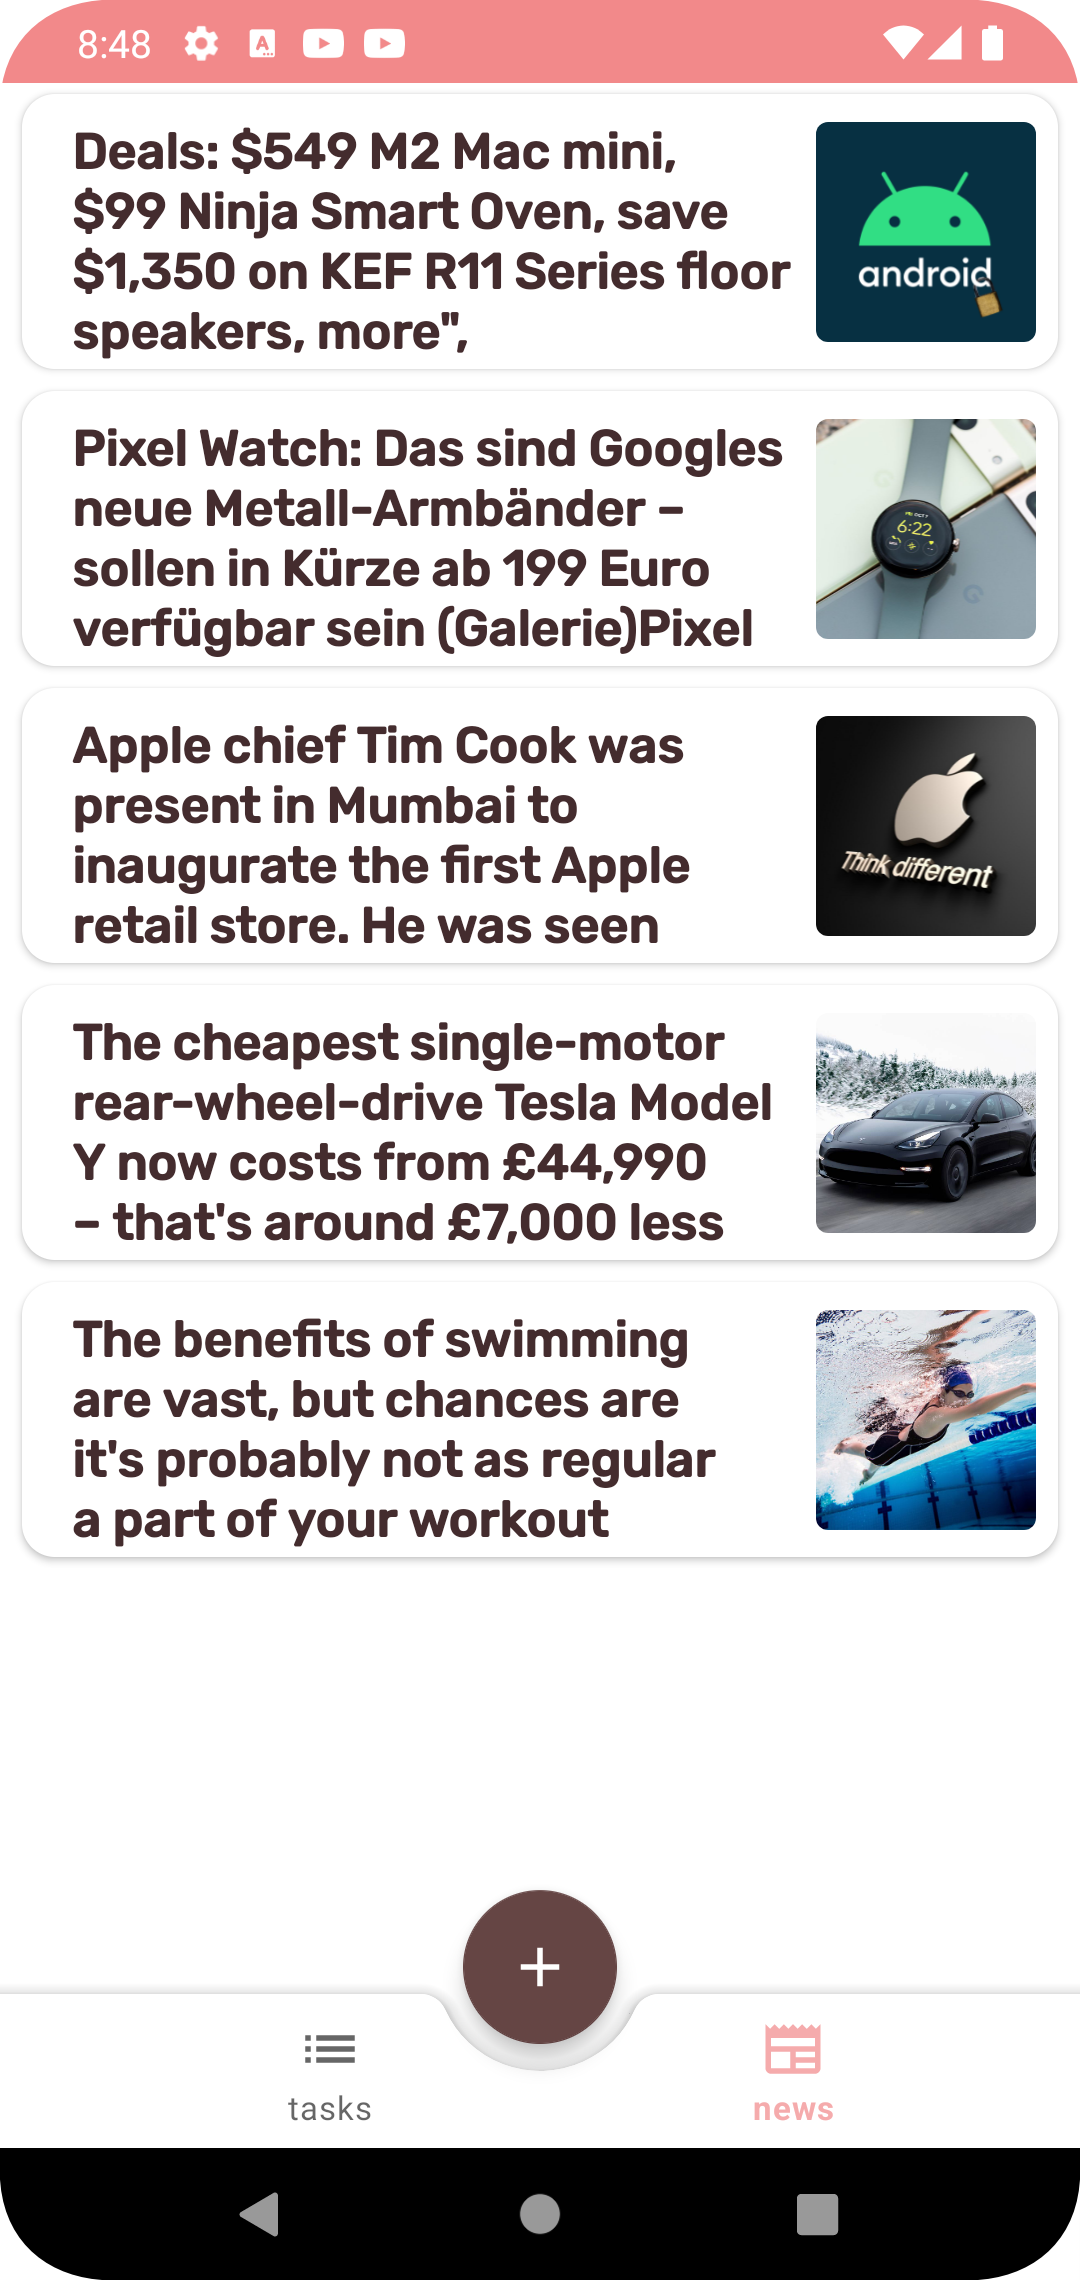 8:48
Deals: $549 M2 Mac mini,
$99 Ninja Smart Oven, save
$1,350 on KEF R11 Series floor
speakers, more",
android
Pixel Watch: Das sind Googles
neue Metall-Armbänder –
sollen in Kürze ab 199 Euro
verfügbar sein (Galerie)Pixel
6:22
Apple chief Tim Cook was
present in Mumbai to
inaugurate the first Apple
retail store. He was seen
Think different
The cheapest single-motor
rear-wheel-drive Tesla Model
Y now costs from £44,990
– that's around £7,000 less
The benefits of swimming
are vast, but chances are
it's probably not as regular
a part of your workout
tasks
news